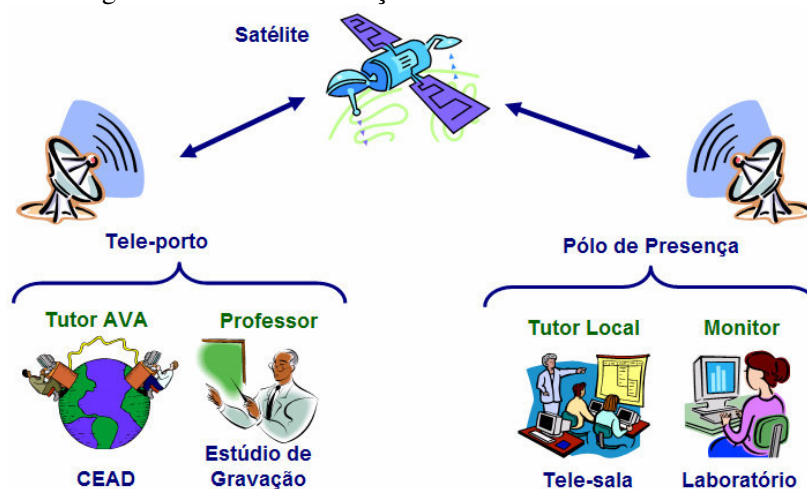 Satélite
Tele-porto
Pólo de Presença
Tutor AVA
Professor
Tutor Local
Monitor
CEAD
Estúdio de
Gravação
Tele-sala
Laboratório